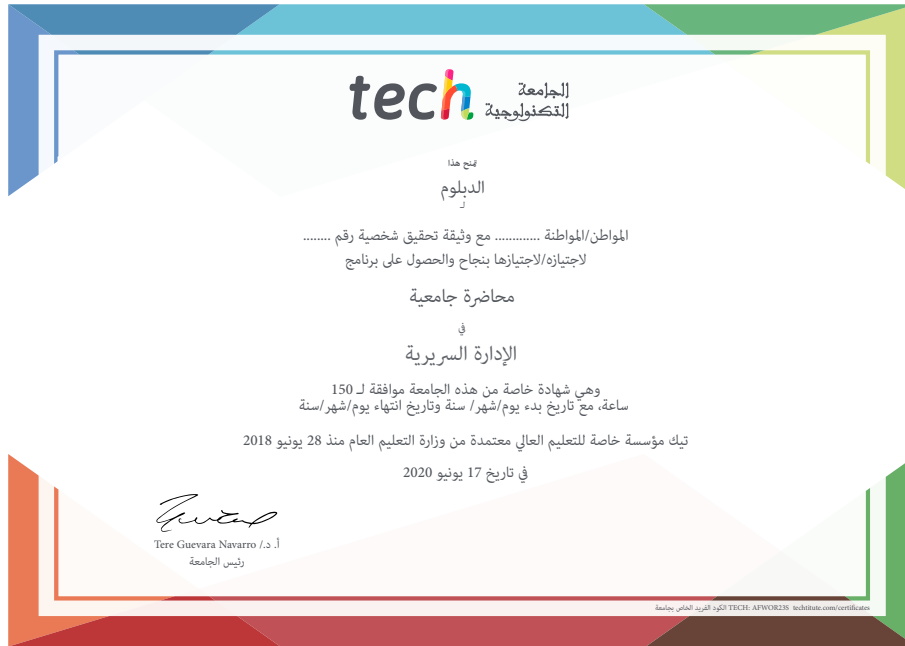 tech
الجامعة
التكنولوجية
يمنح هذا
الدبلوم
لـ
المواطن/المواطنة ............. مع وثيقة تحقيق شخصية رقم ........
لاجتيازه/لاجتيازها بنجاح والحصول على برنامج
محاضرة جامعية
في
الإدارة السريرية
وهي شهادة خاصة من هذه الجامعة موافقة لـ 150
ساعة، مع تاريخ بدء يوم/شهر/ سنة وتاريخ انتهاء يوم/شهر/سنة
تيك مؤسسة خاصة للتعليم العالي معتمدة من وزارة التعليم العام منذ 28 يونيو 2018
في تاريخ 17 يونيو 2020
أ. د./ Tere Guevara Navarro
رئيس الجامعة
الكود الفريد الخاص بجامعة TECH: AFWOR23S techtitute.com/certificates